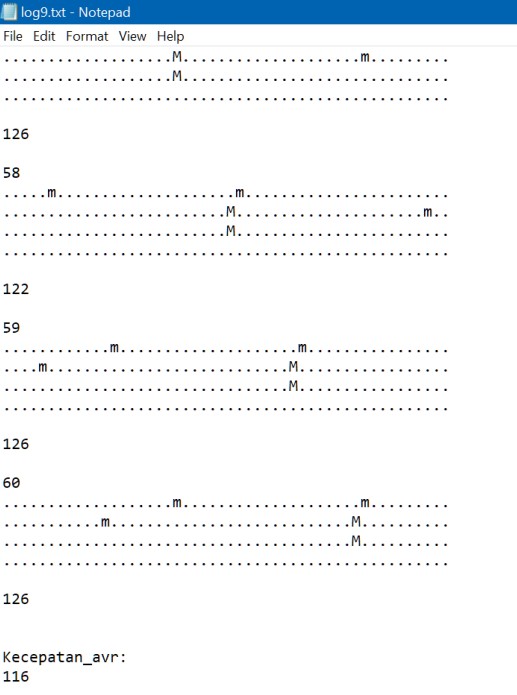 log9.txt - Notepad
File Edit Format View Help
...................M....................m.........
...................M..............................
..................................................
126
58
.....m....................m.......................
.........................M.....................m..
.........................M........................
..................................................
122
59
............m....................m................
....m...........................M.................
................................M.................
..................................................
126
60
...................m....................m.........
...........m...........................M..........
.......................................M..........
..................................................
126
Kecepatan_avr:
116